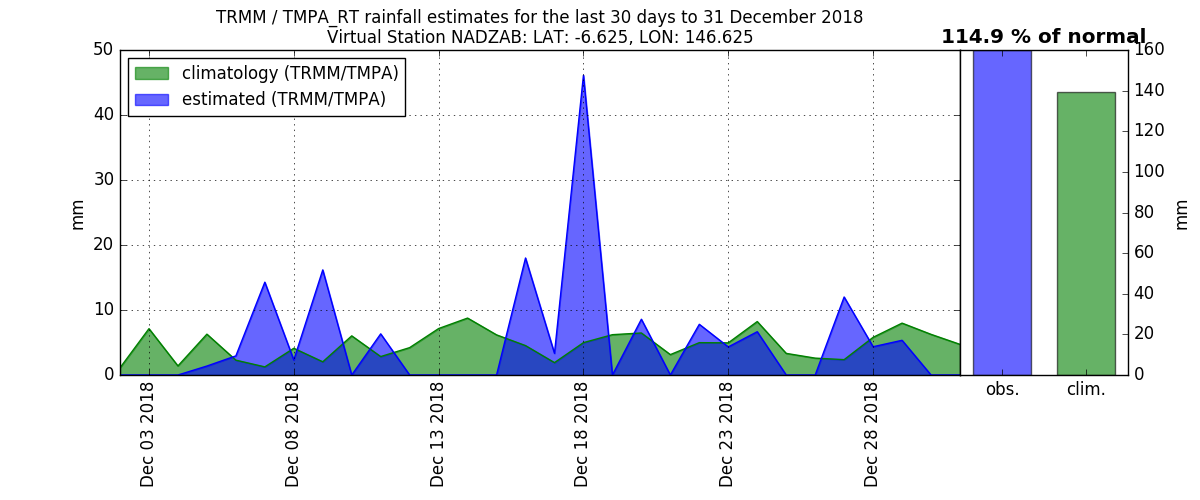 TRMM / TMPA_RT rainfall estimates for the last 30 days to 31 December 2018
Virtual Station NADZAB: LAT: -6.625, LON: 146.625
114.9 % of normal
climatology (TRMM/TMPA)
estimated (TRMM/TMPA)
50
40
30
20
10
0
mm
Dec 03 2018
Dec 08 2018
Dec 13 2018
Dec 18 2018
Dec 23 2018
Dec 28 2018
160
140
120
100
80
60
40
20
0
mm
obs.
clim.